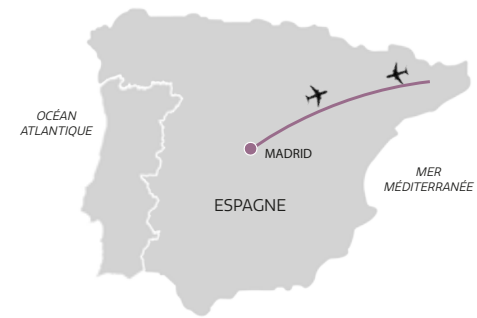 OCÉAN
ATLANTIQUE
MADRID
MER
MÉDITERRANÉE
ESPAGNE